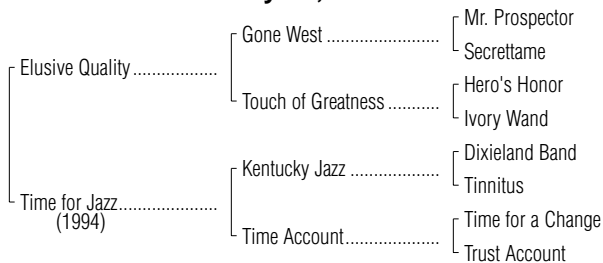 Mr. Prospector
Gone West ....................
Secrettame
Elusive Quality ..................
Hero's Honor
Touch of Greatness ...........
Ivory Wand
Dixieland Band
Kentucky Jazz ...................
Tinnitus
Time for Jazz.....................
(1994)
Time for a Change
Time Account....................
Trust Account